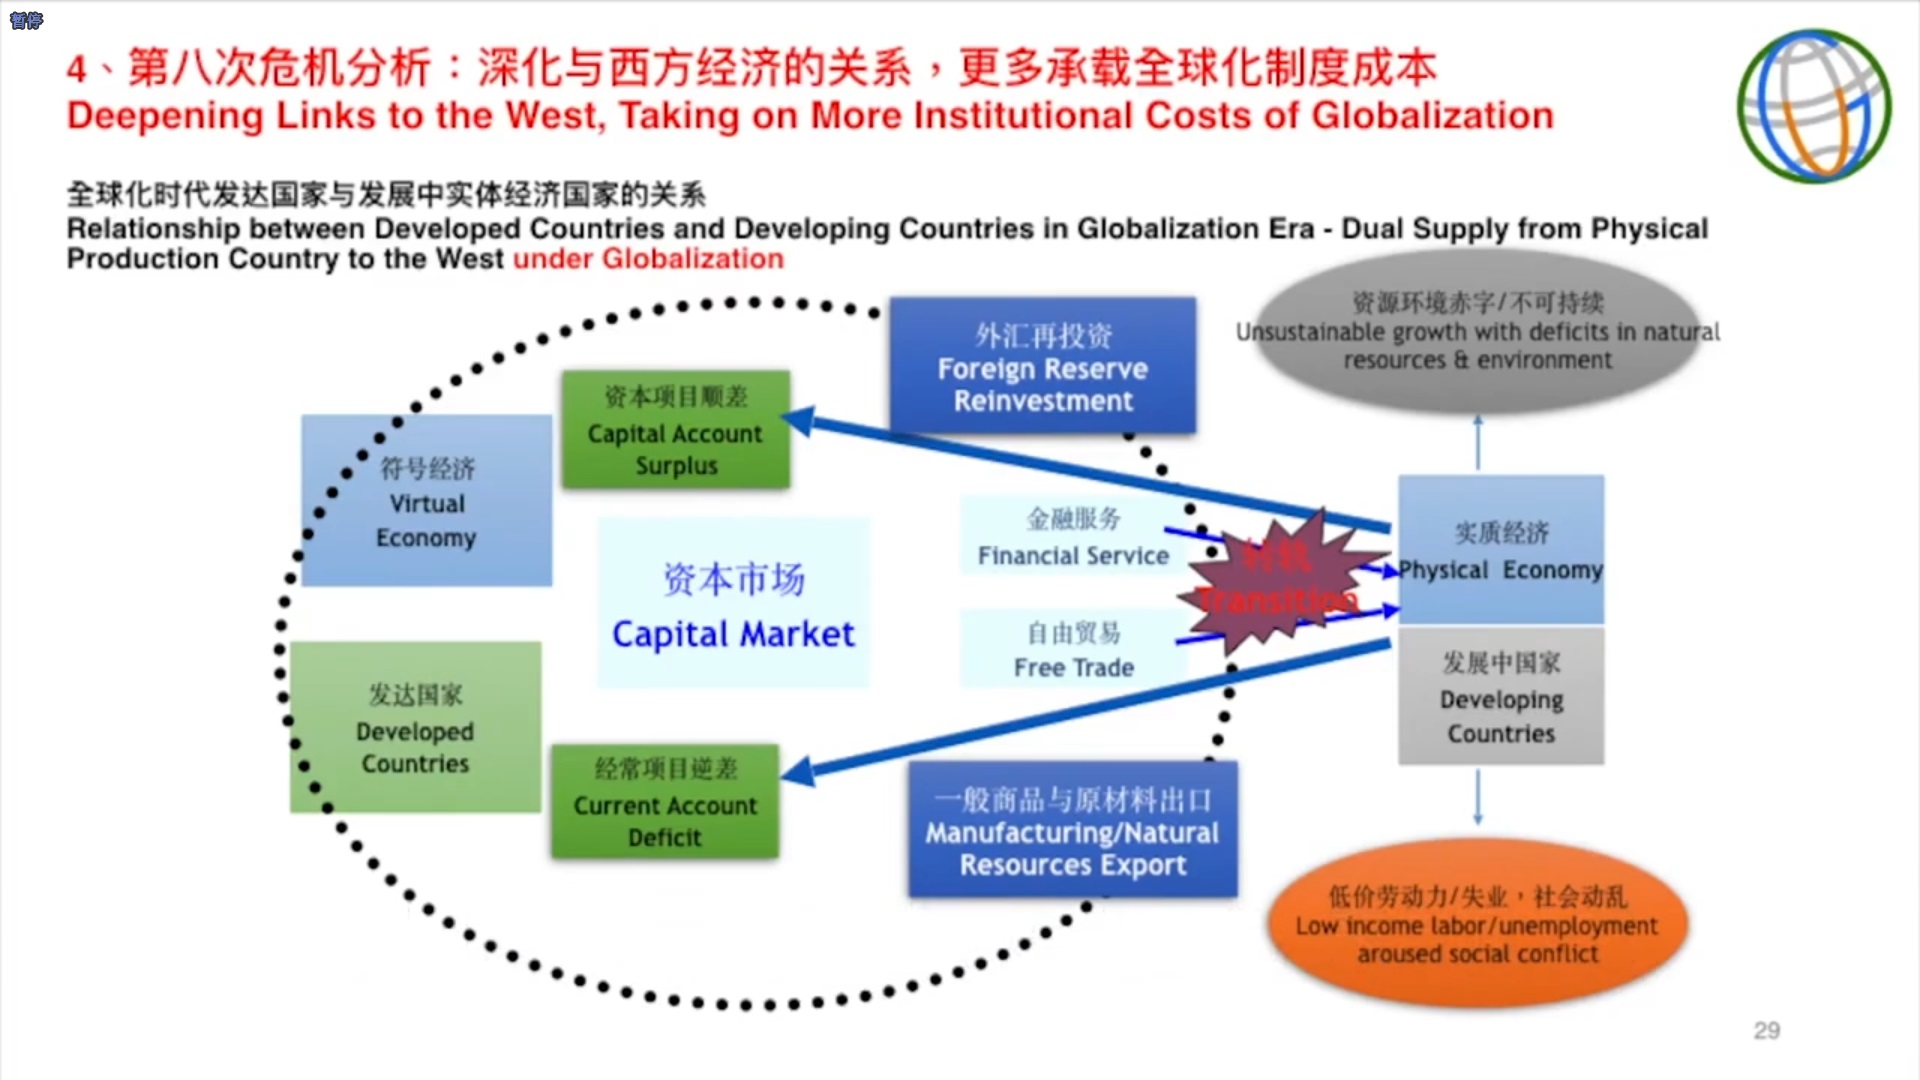 暂停
4、第八次危机分析：深化与西方经济的关系，更多承载全球化制度成本
Deepening Links to the West, Taking on More Institutional Costs of Globalization
全球化时代发达国家与发展中实体经济国家的关系
Relationship between Developed Countries and Developing Countries in Globalization Era - Dual Supply from Physical
Production Country to the West under Globalization
外汇再投资
Foreign Reserve
Reinvestment
资源环境赤字/不可持续
Unsustainable growth with deficits in natural
resources & environment
资本项目顺差
Capital Account
Surplus
符号经济
Virtual
Economy
资本市场
Capital Market
金融服务
Financial Service
自由贸易
Free Trade
Transition
实质经济
Physical Economy
发展中国家
Developing
Countries
发达国家
Developed
Countries
经常项目逆差
Current Account
Deficit
一般商品与原材料出口
Manufacturing/Natural
Resources Export
低价劳动力/失业，社会动乱
Low income labor/unemployment
aroused social conflict
29